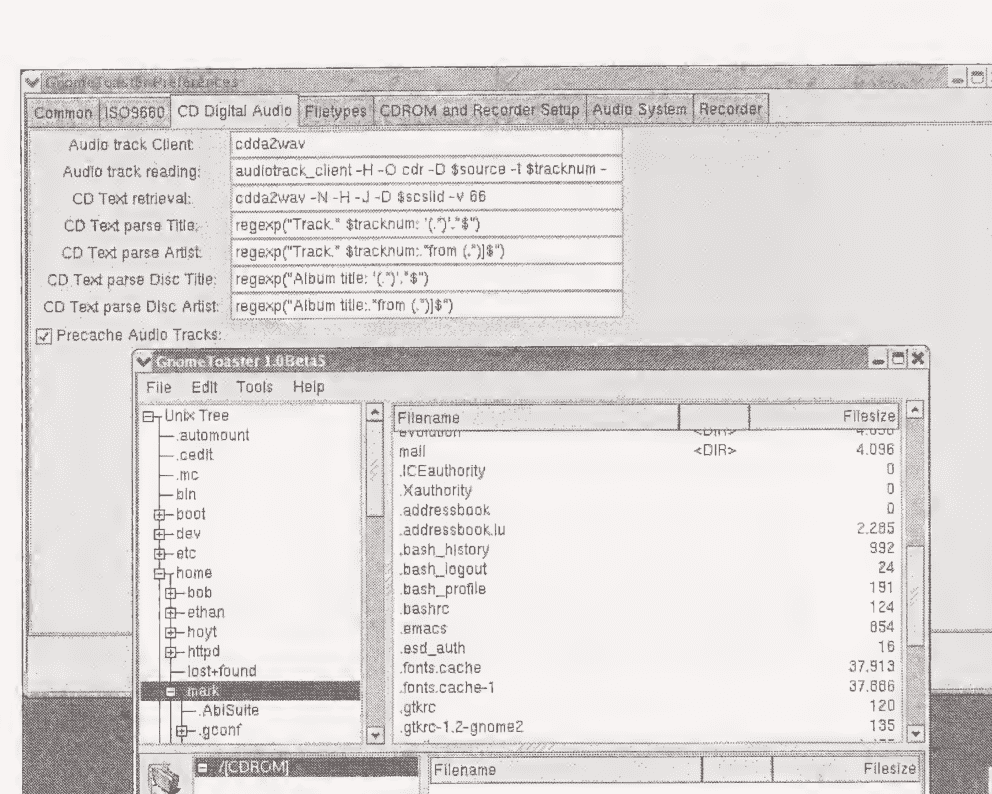 GnomeToaster Preferences
Common ISO9660 CD Digital Audio Filetypes CDROM and Recorder Setup Audio System Recorder
Audio track Client: cdda2wav
Audio track reading: audiotrack_client -H -O cdr -D $source -t $tracknum -
CD Text retrieval: cdda2wav -N -H -J -D $scsiid -v 66
CD Text parse Title: regexp("Track." $tracknum: '(.*)'.*$")
CD Text parse Artist: regexp("Track." $tracknum:.*from (.*)]$")
CD Text parse Disc Title: regexp("Album title: '(.*)'.*$")
CD Text parse Disc Artist: regexp("Album title:.*from (.*)]$")
Precache Audio Tracks:
GnomeToaster 1.0Beta5
File Edit Tools Help
Unix Tree
.automount
.cedit
.mc
bin
boot
dev
etc
home
bob
ethan
hoyt
httpd
lost+found
mark
.AbiSuite
.gconf
Filename Filesize
evolution <DIR> 4.096
mail <DIR> 4.096
.ICEauthority 0
.Xauthority 0
.addressbook 0
.addressbook.lu 2.285
.bash_history 992
.bash_logout 24
.bash_profile 191
.bashrc 124
.emacs 854
.esd_auth 16
.fonts.cache 37.913
.fonts.cache-1 37.886
.gtkrc 120
.gtkrc-1.2-gnome2 135
/[CDROM]
Filename Filesize